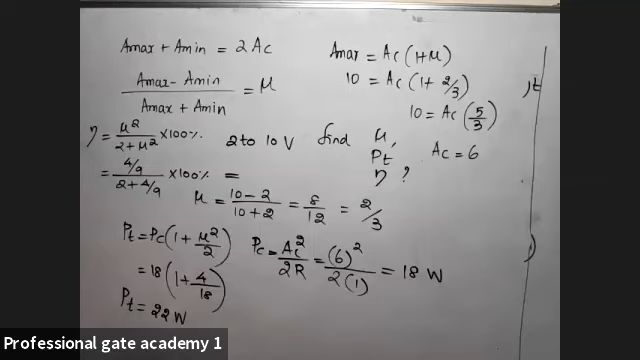 Amax + Amin = 2Ac
Amax - Amin / Amax + Amin = μ
Amax = Ac (1+μ)
10 = Ac (1 + 2/3)
10 = Ac (5/3)
Ac = 6
η = μ² / 2+μ² ×100%
= 4/9 / 2+4/9 ×100% =
2 to 10 V find μ,
Pt
η ?
μ = 10-2 / 10+2 = 8/12 = 2/3
Pt = Pc (1 + μ²/2)
= 18 (1 + 4/18)
Pt = 22 W
Pc = Ac²/2R = (6)²/2(1) = 18 W
Professional gate academy 1